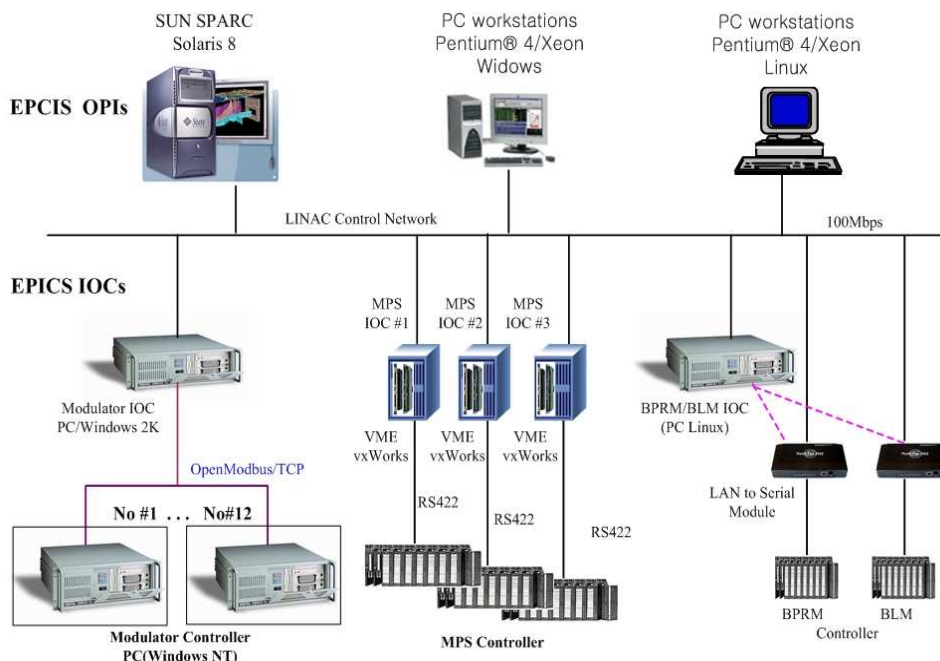 SUN SPARC
Solaris 8
PC workstations
Pentium® 4/Xeon
Widows
PC workstations
Pentium® 4/Xeon
Linux
EPCIS OPIs
Sun
LINAC Control Network
100Mbps
EPICS IOCs
MPS
IOC #1
MPS
IOC #2
MPS
IOC #3
Modulator IOC
PC/Windows 2K
VME
vxWorks
VME
vxWorks
VME
vxWorks
BPRM/BLM IOC
(PC Linux)
OpenModbus/TCP
LAN to Serial
Module
No #1 . . . No#12
RS422
RS422
RS422
Modulator Controller
PC(Windows NT)
MPS Controller
BPRM
BLM
Controller